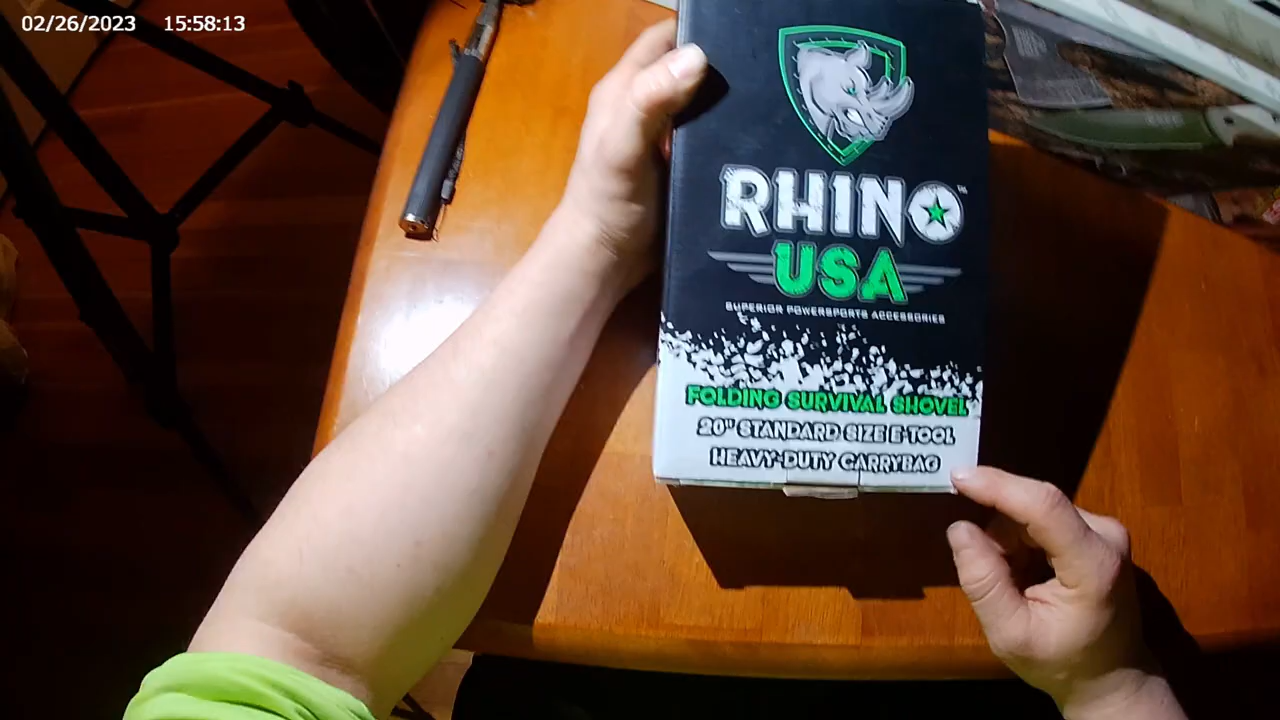 02/26/2023 15:58:13
RHINO
USA
SUPERIOR POWERSPORTS ACCESSORIES
FOLDING SURVIVAL SHOVEL
20" STANDARD SIZE E-TOOL
HEAVY-DUTY CARRYBAG